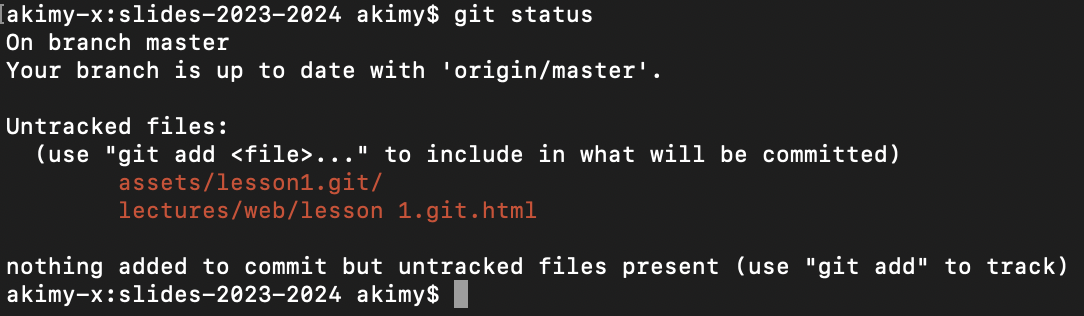 [akimy-x:slides-2023-2024 akimy$ git status
On branch master
Your branch is up to date with 'origin/master'.
Untracked files:
(use "git add <file>..." to include in what will be committed)
assets/lesson1.git/
lectures/web/lesson 1.git.html
nothing added to commit but untracked files present (use "git add" to track)
akimy-x:slides-2023-2024 akimy$